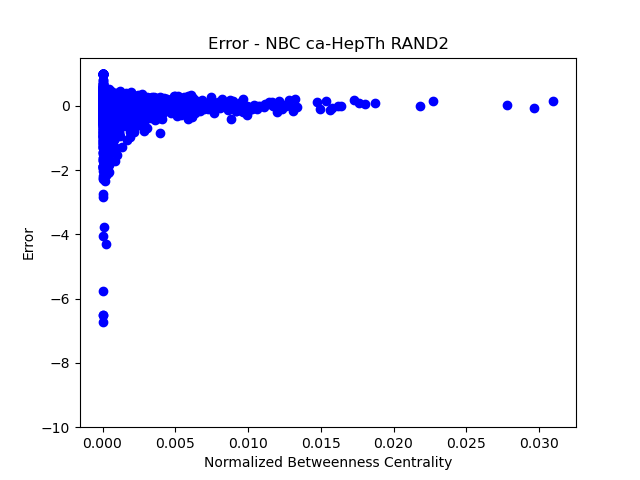 Error - NBC ca-HepTh RAND2
Error
0
−2
−4
−6
−8
−10
0.000 0.005 0.010 0.015 0.020 0.025 0.030
Normalized Betweenness Centrality